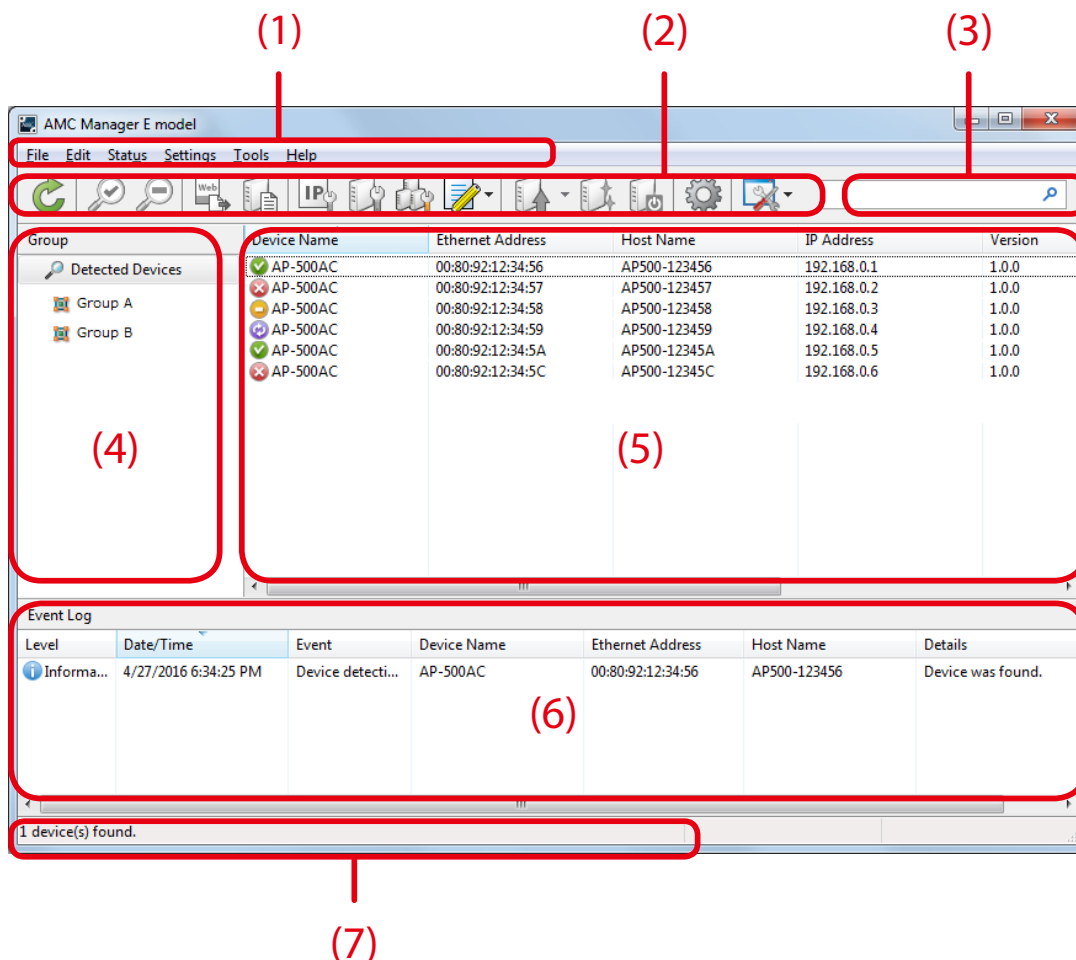 (1) (2) (3)
AMC Manager E model
File Edit Status Settings Tools Help
Web IP
Group
Detected Devices
Group A
Group B
(4)
Device Name Ethernet Address Host Name IP Address Version
AP-500AC 00:80:92:12:34:56 AP500-123456 192.168.0.1 1.0.0
AP-500AC 00:80:92:12:34:57 AP500-123457 192.168.0.2 1.0.0
AP-500AC 00:80:92:12:34:58 AP500-123458 192.168.0.3 1.0.0
AP-500AC 00:80:92:12:34:59 AP500-123459 192.168.0.4 1.0.0
AP-500AC 00:80:92:12:34:5A AP500-12345A 192.168.0.5 1.0.0
AP-500AC 00:80:92:12:34:5C AP500-12345C 192.168.0.6 1.0.0
(5)
Event Log
Level Date/Time Event Device Name Ethernet Address Host Name Details
Informa... 4/27/2016 6:34:25 PM Device detecti... AP-500AC 00:80:92:12:34:56 AP500-123456 Device was found.
(6)
1 device(s) found.
(7)